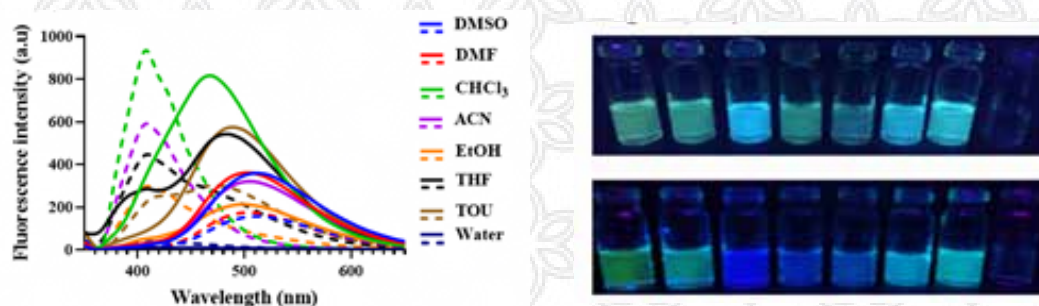 Fluorescence intensity (a.u)
1000
800
600
400
200
0
400
500
600
Wavelength (nm)
DMSO
DMF
CHCl₃
ACN
EtOH
THF
TOU
Water